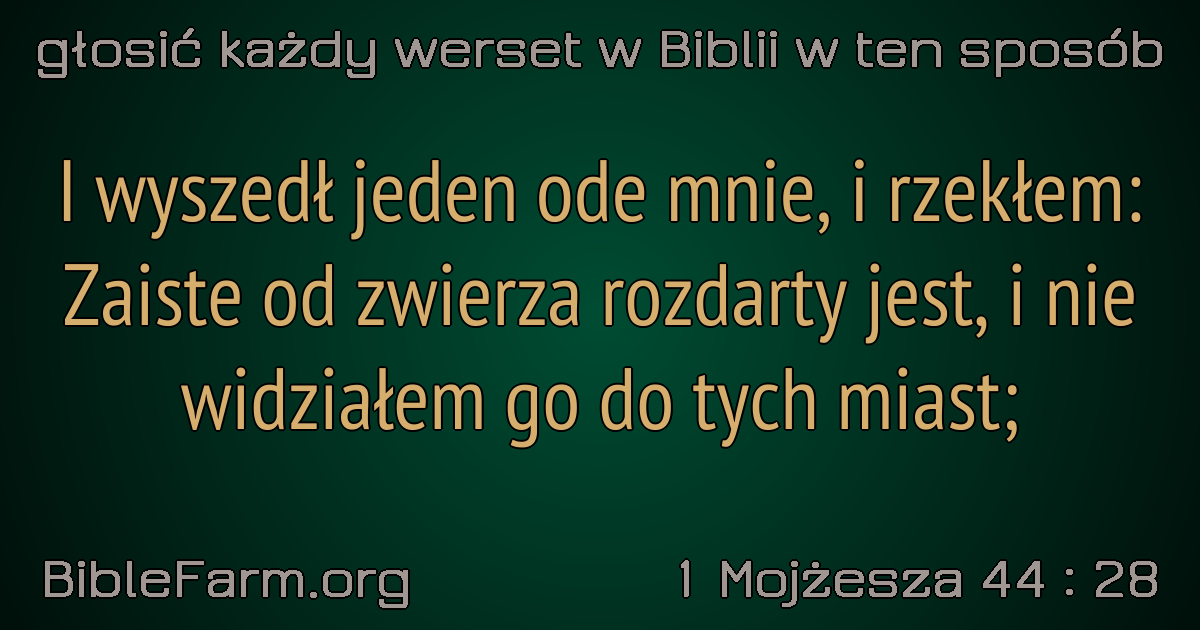 głosić każdy werset w Biblii w ten sposób
I wyszedł jeden ode mnie, i rzekłem:
Zaiste od zwierza rozdarty jest, i nie
widziałem go do tych miast;
BibleFarm.org
1 Mojżesza 44 : 28